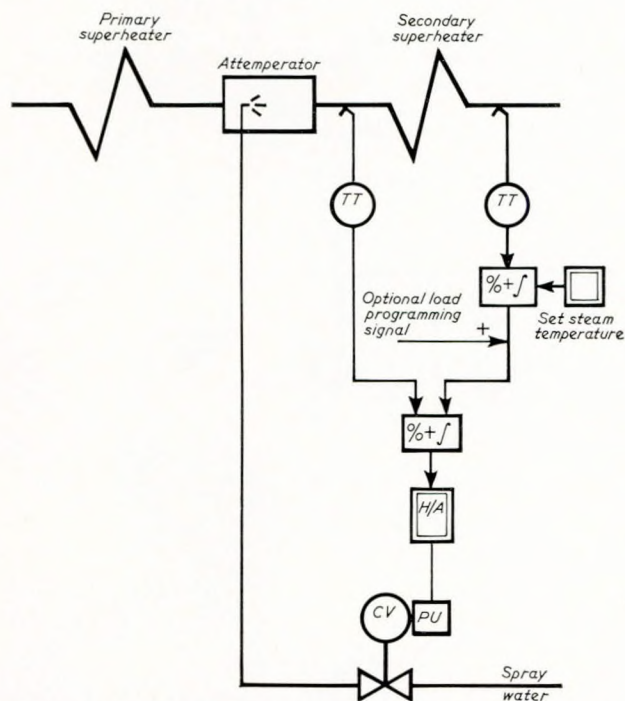 Primary
superheater
Secondary
superheater
Attemperator
TT
TT
%+∫
Set steam
temperature
Optional load
programming
signal
+
%+∫
H/A
CV
PU
Spray
water